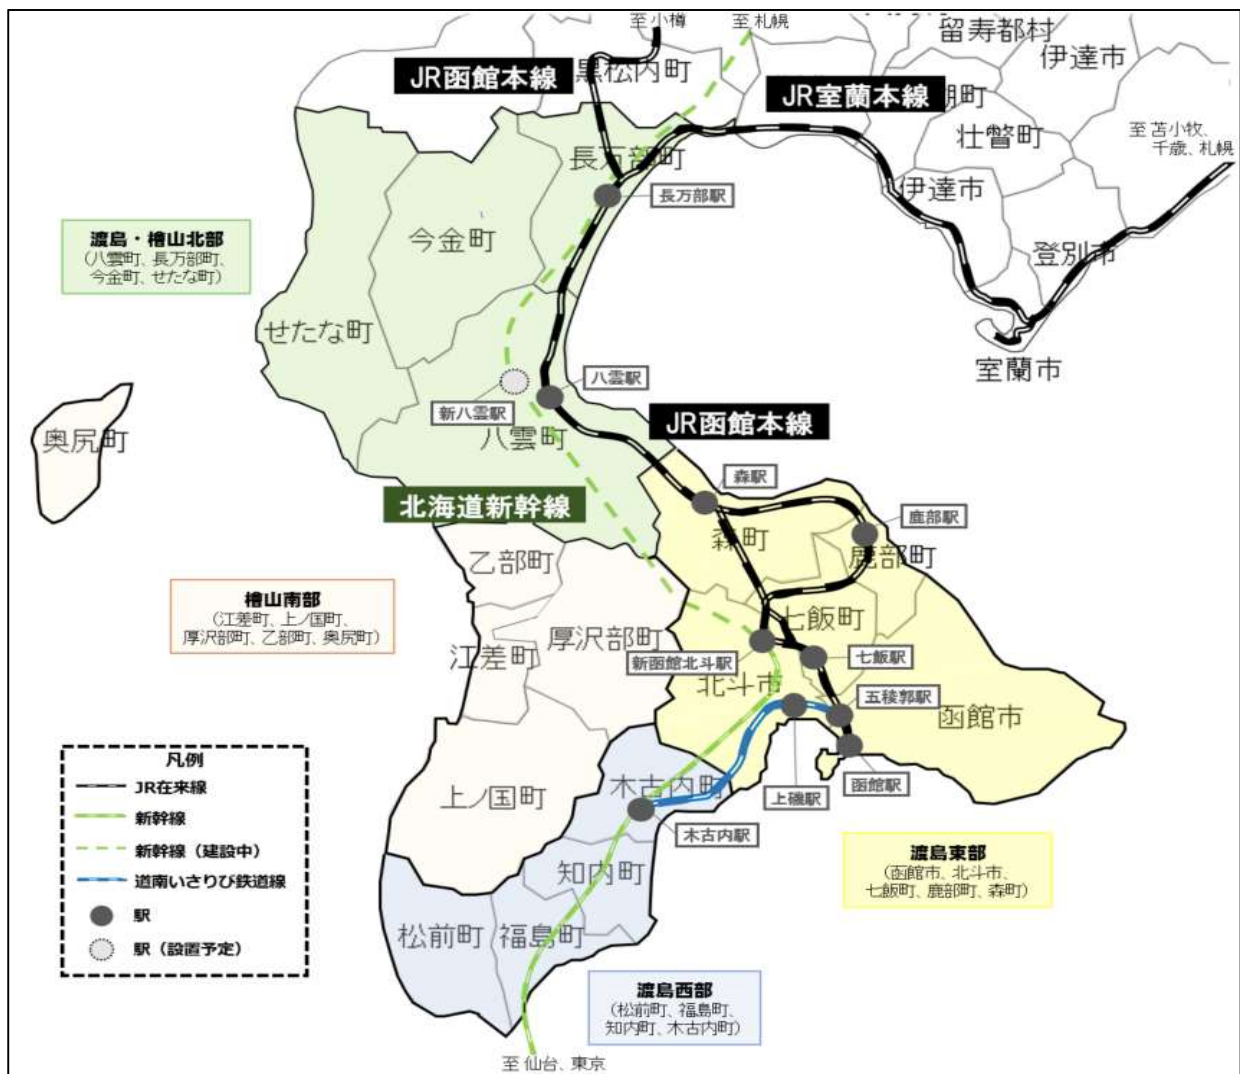 至 小樽
至 札幌
留寿都村
伊達市
JR函館本線
黒松内町
JR室蘭本線
壮瞥町
至 苫小牧、
千歳、札幌
長万部町
伊達市
長万部駅
渡島・檜山北部
(八雲町、長万部町、
今金町、せたな町)
今金町
登別市
せたな町
室蘭市
八雲駅
新八雲駅
八雲町
JR函館本線
奥尻町
森駅
北海道新幹線
鹿部駅
森町
鹿部町
乙部町
檜山南部
(江差町、上ノ国町、
厚沢部町、乙部町、奥尻町)
七飯町
厚沢部町
江差町
新函館北斗駅
七飯駅
北斗市
五稜郭駅
函館市
凡例
JR在来線
新幹線
新幹線（建設中）
道南いさりび鉄道線
駅
駅（設置予定）
木古内町
上ノ国町
上磯駅
函館駅
木古内駅
渡島東部
(函館市、北斗市、
七飯町、鹿部町、森町)
知内町
松前町
福島町
渡島西部
(松前町、福島町、
知内町、木古内町)
至 仙台、東京